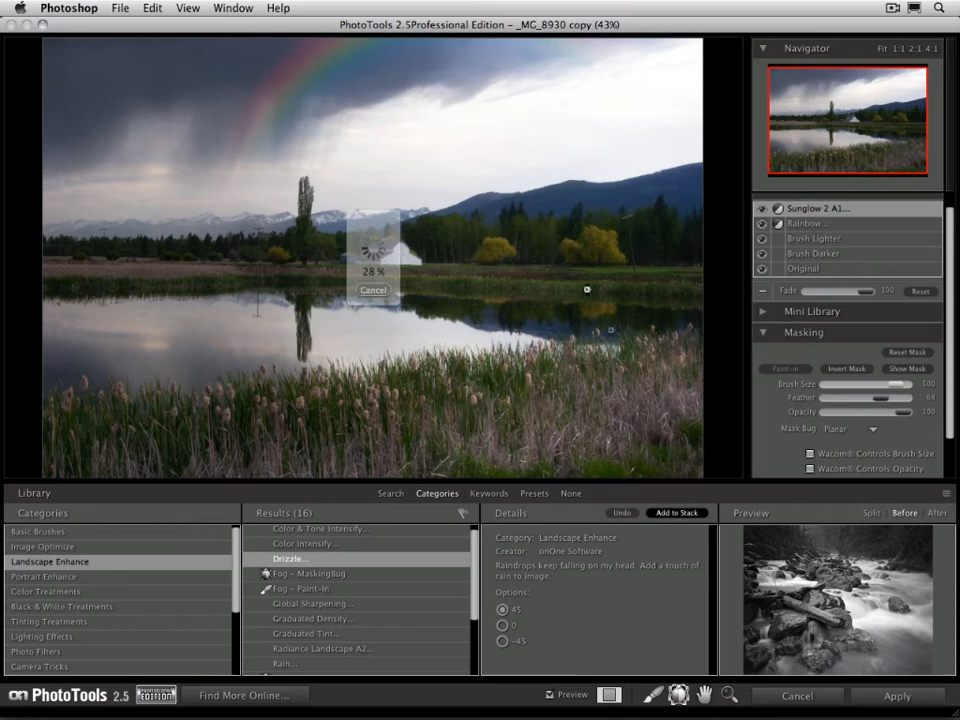 Photoshop File Edit View Window Help
PhotoTools 2.5Professional Edition - _MG_8930 copy (43%)
Navigator Fit 1:1 2:1 4:1
Sunglow 2 A1...
Rainbow...
Brush Lighter
Brush Darker
Original
Fade 100 Reset
28 %
Cancel
Mini Library
Masking
Reset Mask
Paint-in Invert Mask Show Mask
Brush Size 500
Feather 64
Opacity 100
Mask Bug Planar
Wacom® Controls Brush Size
Wacom® Controls Opacity
Library Search Categories Keywords Presets None
Categories
Basic Brushes
Image Optimize
Landscape Enhance
Portrait Enhance
Color Treatments
Black & White Treatments
Tinting Treatments
Lighting Effects
Photo Filters
Camera Tricks
Results (16)
Color & Tone Intensify...
Color Intensify...
Drizzle...
Fog - MaskingBug
Fog - Paint-In
Global Sharpening...
Graduated Density...
Graduated Tint...
Radiance Landscape A2...
Rain...
Details Undo Add to Stack
Category: Landscape Enhance
Creator: onOne Software
Raindrops keep falling on my head. Add a touch of
rain to image.
Options:
45
0
-45
Preview Split Before After
on PhotoTools 2.5 PROFESSIONAL EDITION Find More Online... Preview Cancel Apply